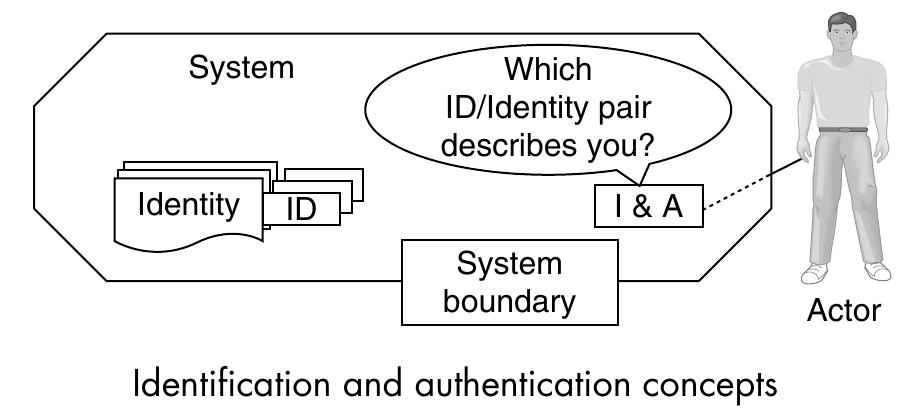 System
Which
ID/Identity pair
describes you?
Identity
ID
I & A
System
boundary
Actor
Identification and authentication concepts